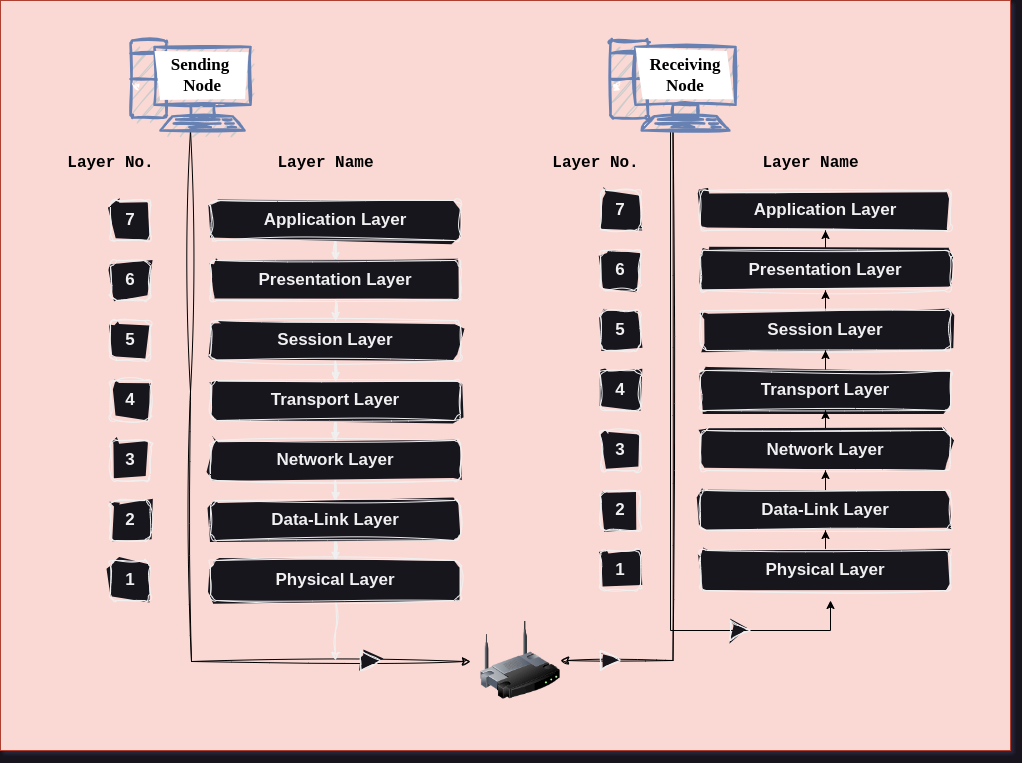 Sending
Node
Receiving
Node
Layer No.
Layer Name
Layer No.
Layer Name
7
Application Layer
7
Application Layer
6
Presentation Layer
6
Presentation Layer
5
Session Layer
5
Session Layer
4
Transport Layer
4
Transport Layer
3
Network Layer
3
Network Layer
2
Data-Link Layer
2
Data-Link Layer
1
Physical Layer
1
Physical Layer